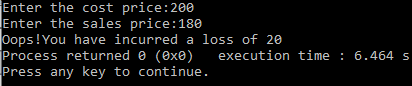 Enter the cost price:200
Enter the sales price:180
Oops!You have incurred a loss of 20
Process returned 0 (0x0)   execution time : 6.464 s
Press any key to continue.